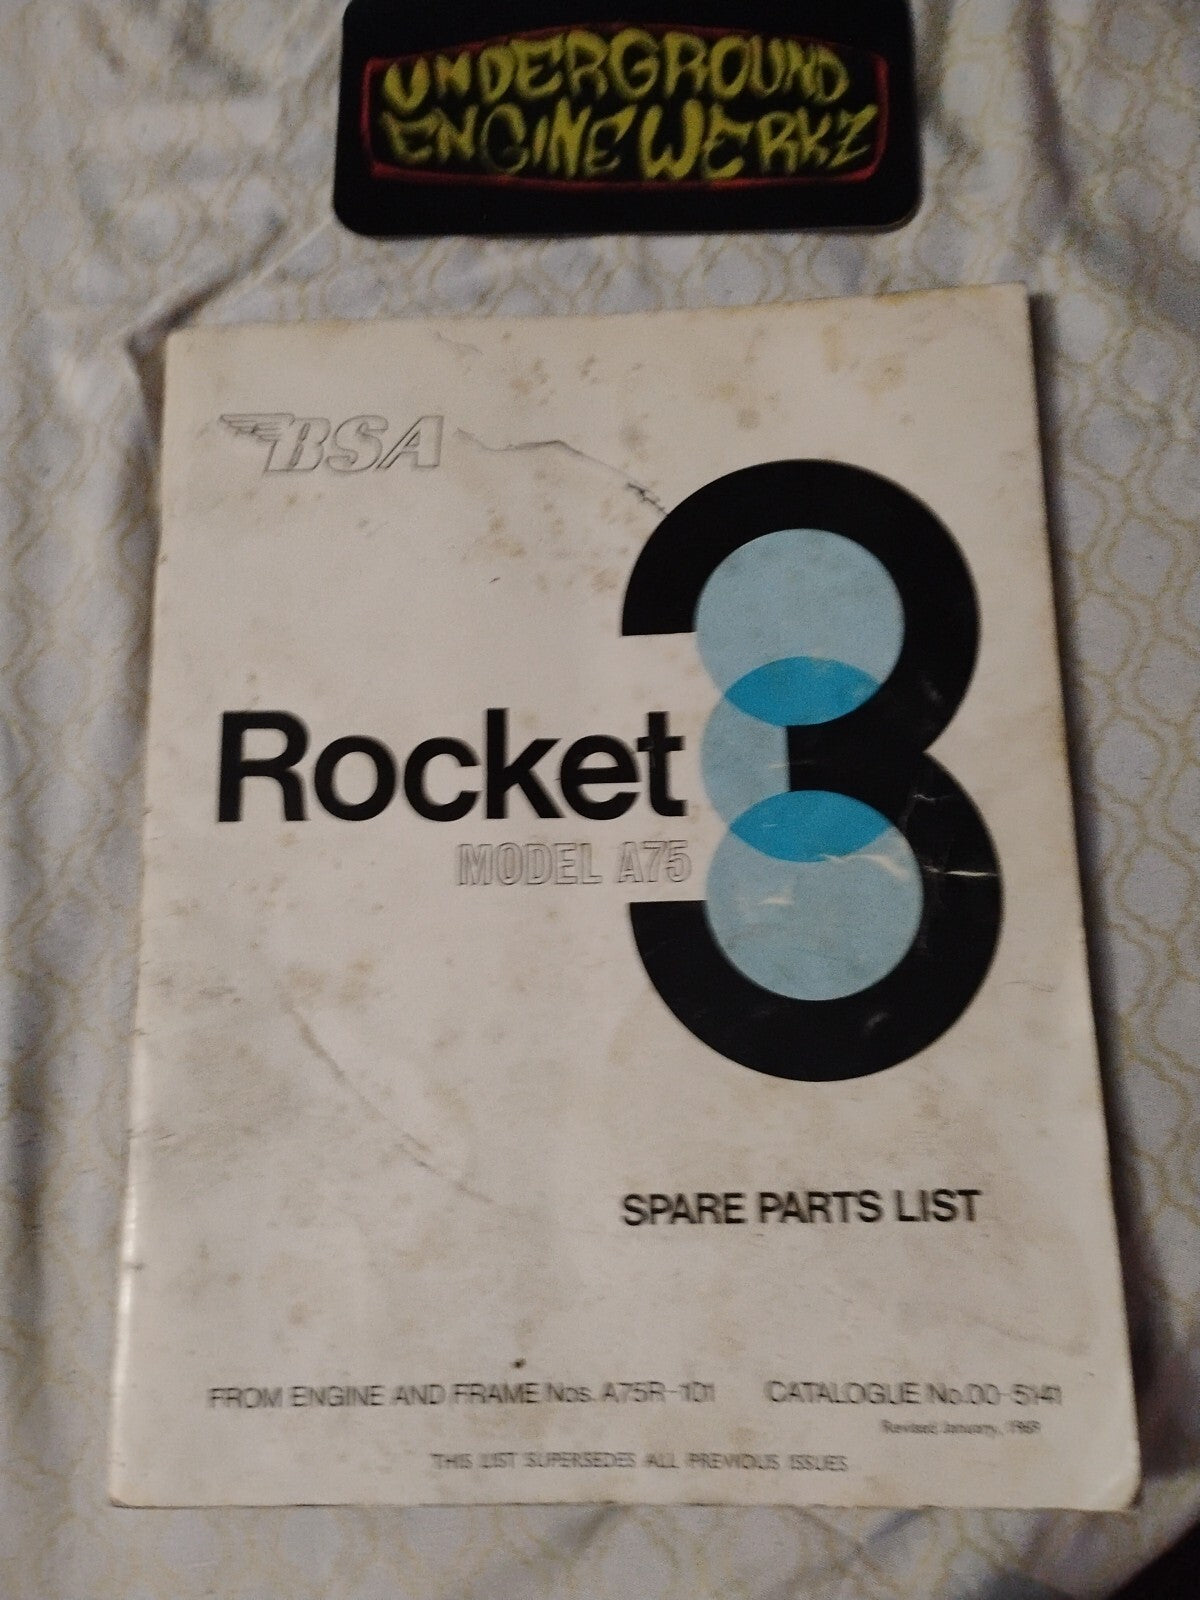 UNDERGROUND
ENGINE WERKZ
BSA
Rocket 3
MODEL A75
SPARE PARTS LIST
FROM ENGINE AND FRAME Nos. A75R-101 CATALOGUE No.00-5141
Revised January, 1969
THIS LIST SUPERSEDES ALL PREVIOUS ISSUES